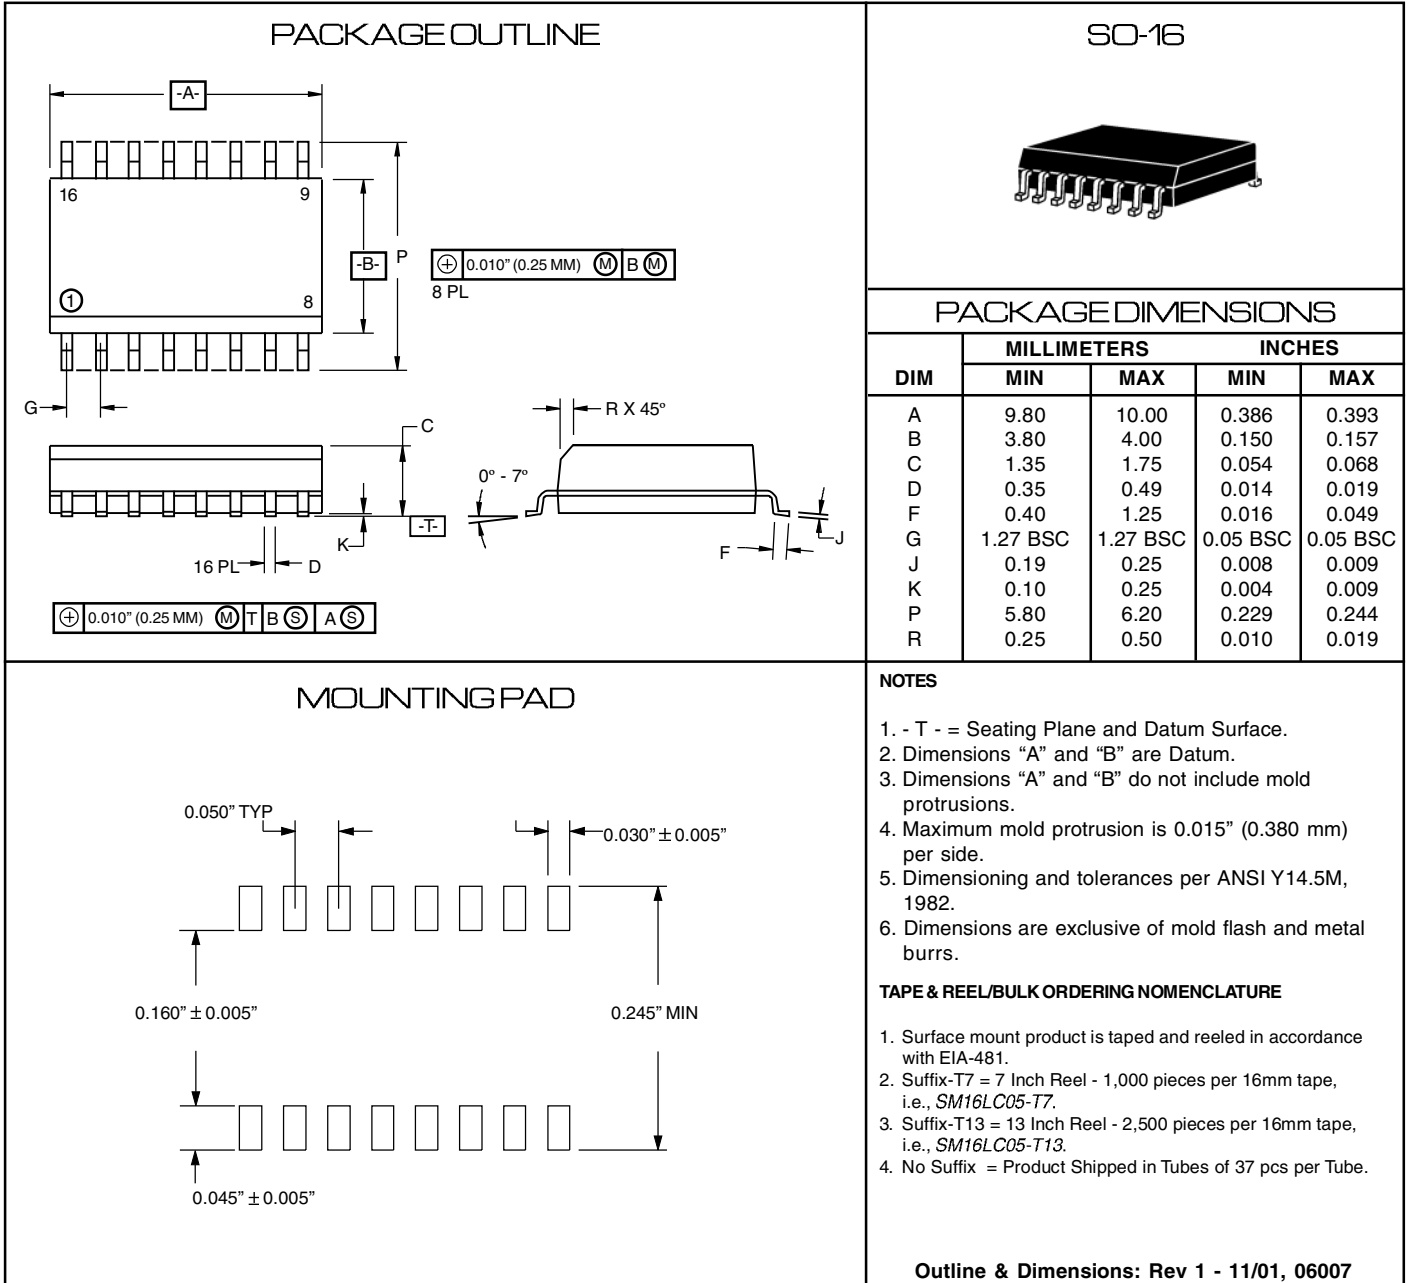 PACKAGE OUTLINE
-A-
16
9
-B-
P
⌖ 0.010” (0.25 MM) Ⓜ B Ⓜ
8 PL
①
8
G
C
R X 45º
0º - 7º
-T-
K
J
F
16 PL
D
⌖ 0.010” (0.25 MM) Ⓜ T B Ⓢ A Ⓢ
SO-16
PACKAGE DIMENSIONS
MILLIMETERS INCHES
DIM MIN MAX MIN MAX
A 9.80 10.00 0.386 0.393
B 3.80 4.00 0.150 0.157
C 1.35 1.75 0.054 0.068
D 0.35 0.49 0.014 0.019
F 0.40 1.25 0.016 0.049
G 1.27 BSC 1.27 BSC 0.05 BSC 0.05 BSC
J 0.19 0.25 0.008 0.009
K 0.10 0.25 0.004 0.009
P 5.80 6.20 0.229 0.244
R 0.25 0.50 0.010 0.019
MOUNTING PAD
0.050” TYP
0.030” ± 0.005”
0.160” ± 0.005”
0.245” MIN
0.045” ± 0.005”
NOTES
1. - T - = Seating Plane and Datum Surface.
2. Dimensions “A” and “B” are Datum.
3. Dimensions “A” and “B” do not include mold
protrusions.
4. Maximum mold protrusion is 0.015” (0.380 mm)
per side.
5. Dimensioning and tolerances per ANSI Y14.5M,
1982.
6. Dimensions are exclusive of mold flash and metal
burrs.
TAPE & REEL/BULK ORDERING NOMENCLATURE
1. Surface mount product is taped and reeled in accordance
with EIA-481.
2. Suffix-T7 = 7 Inch Reel - 1,000 pieces per 16mm tape,
i.e., SM16LC05-T7.
3. Suffix-T13 = 13 Inch Reel - 2,500 pieces per 16mm tape,
i.e., SM16LC05-T13.
4. No Suffix = Product Shipped in Tubes of 37 pcs per Tube.
Outline & Dimensions: Rev 1 - 11/01, 06007